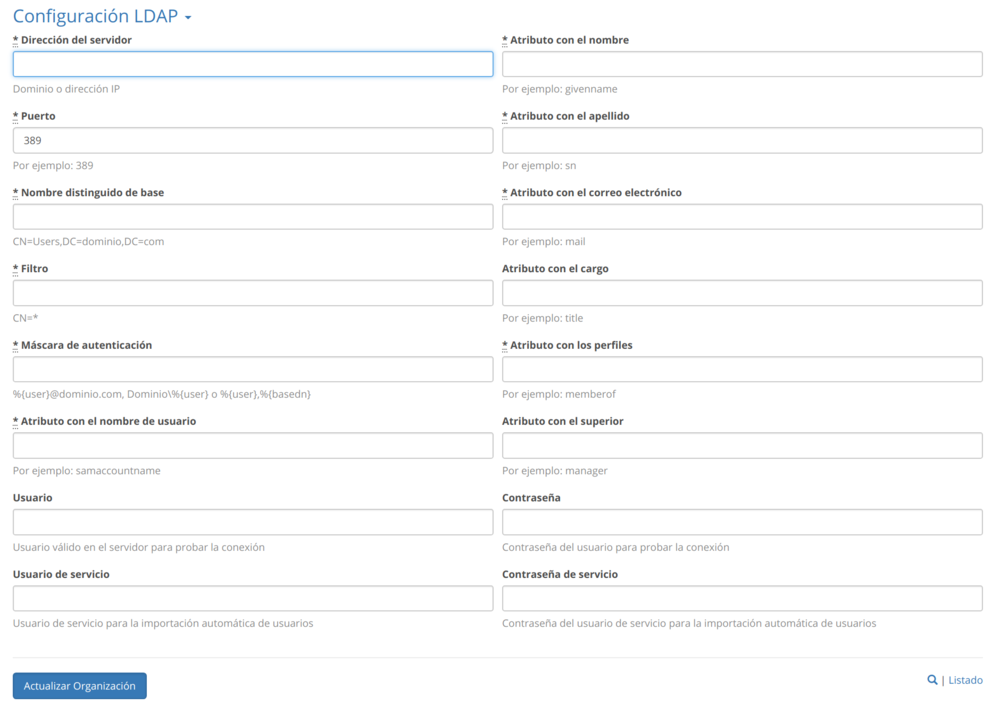 Configuración LDAP
* Dirección del servidor
Dominio o dirección IP
* Puerto
389
Por ejemplo: 389
* Nombre distinguido de base
CN=Users,DC=dominio,DC=com
* Filtro
CN=*
* Máscara de autenticación
%{user}@dominio.com, Dominio\%{user} o %{user},%{basedn}
* Atributo con el nombre de usuario
Por ejemplo: samaccountname
Usuario
Usuario válido en el servidor para probar la conexión
Usuario de servicio
Usuario de servicio para la importación automática de usuarios
* Atributo con el nombre
Por ejemplo: givenname
* Atributo con el apellido
Por ejemplo: sn
* Atributo con el correo electrónico
Por ejemplo: mail
Atributo con el cargo
Por ejemplo: title
* Atributo con los perfiles
Por ejemplo: memberof
Atributo con el superior
Por ejemplo: manager
Contraseña
Contraseña del usuario para probar la conexión
Contraseña de servicio
Contraseña del usuario de servicio para la importación automática de usuarios
Actualizar Organización
| Listado